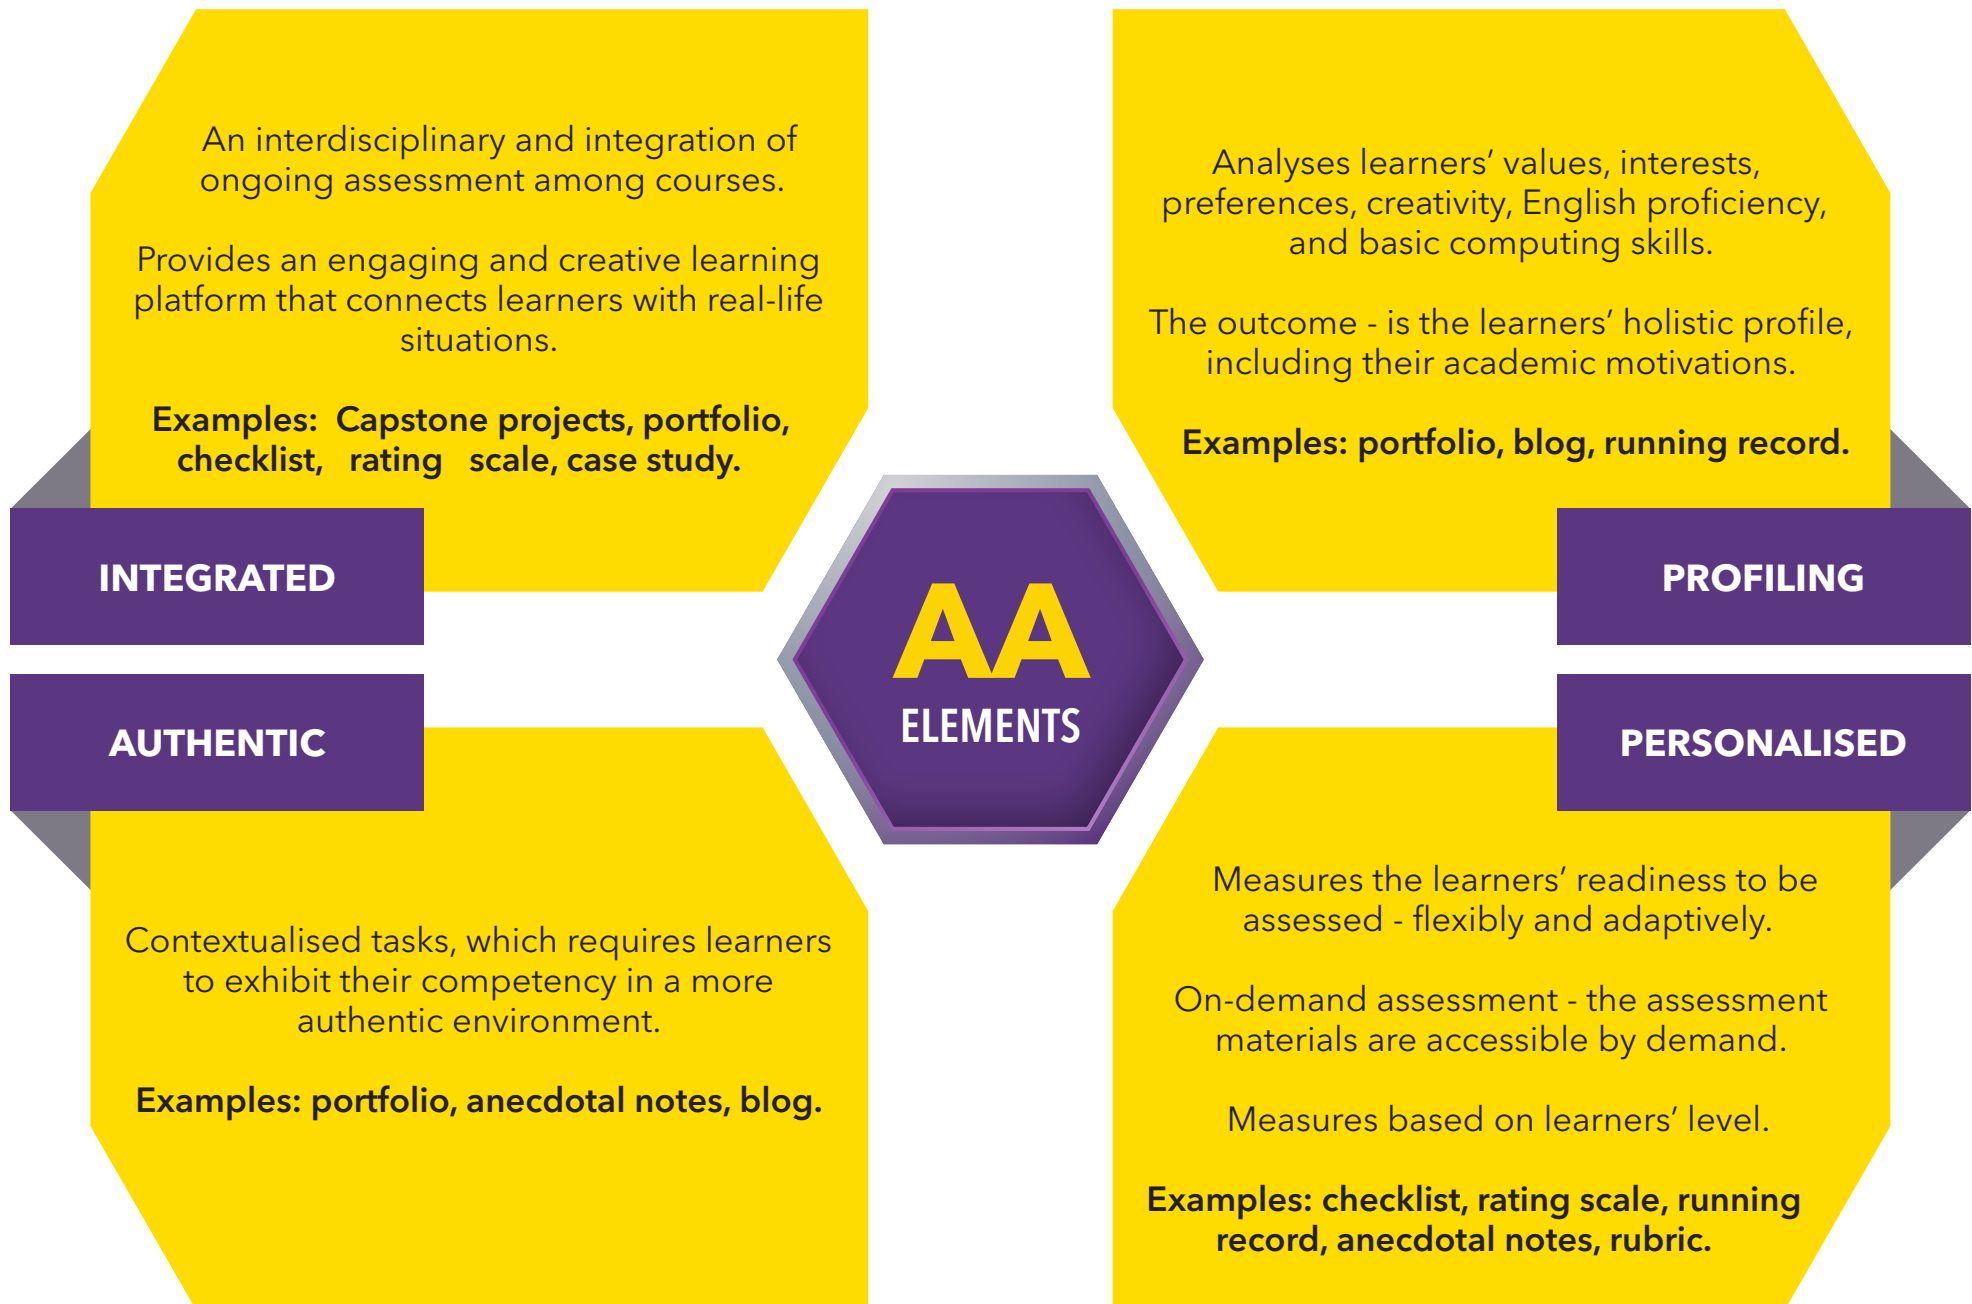 An interdisciplinary and integration of
ongoing assessment among courses.
Provides an engaging and creative learning
platform that connects learners with real-life
situations.
Examples: Capstone projects, portfolio,
checklist, rating scale, case study.
INTEGRATED
Analyses learners’ values, interests,
preferences, creativity, English proficiency,
and basic computing skills.
The outcome - is the learners’ holistic profile,
including their academic motivations.
Examples: portfolio, blog, running record.
PROFILING
AA
ELEMENTS
AUTHENTIC
Contextualised tasks, which requires learners
to exhibit their competency in a more
authentic environment.
Examples: portfolio, anecdotal notes, blog.
PERSONALISED
Measures the learners’ readiness to be
assessed - flexibly and adaptively.
On-demand assessment - the assessment
materials are accessible by demand.
Measures based on learners’ level.
Examples: checklist, rating scale, running
record, anecdotal notes, rubric.